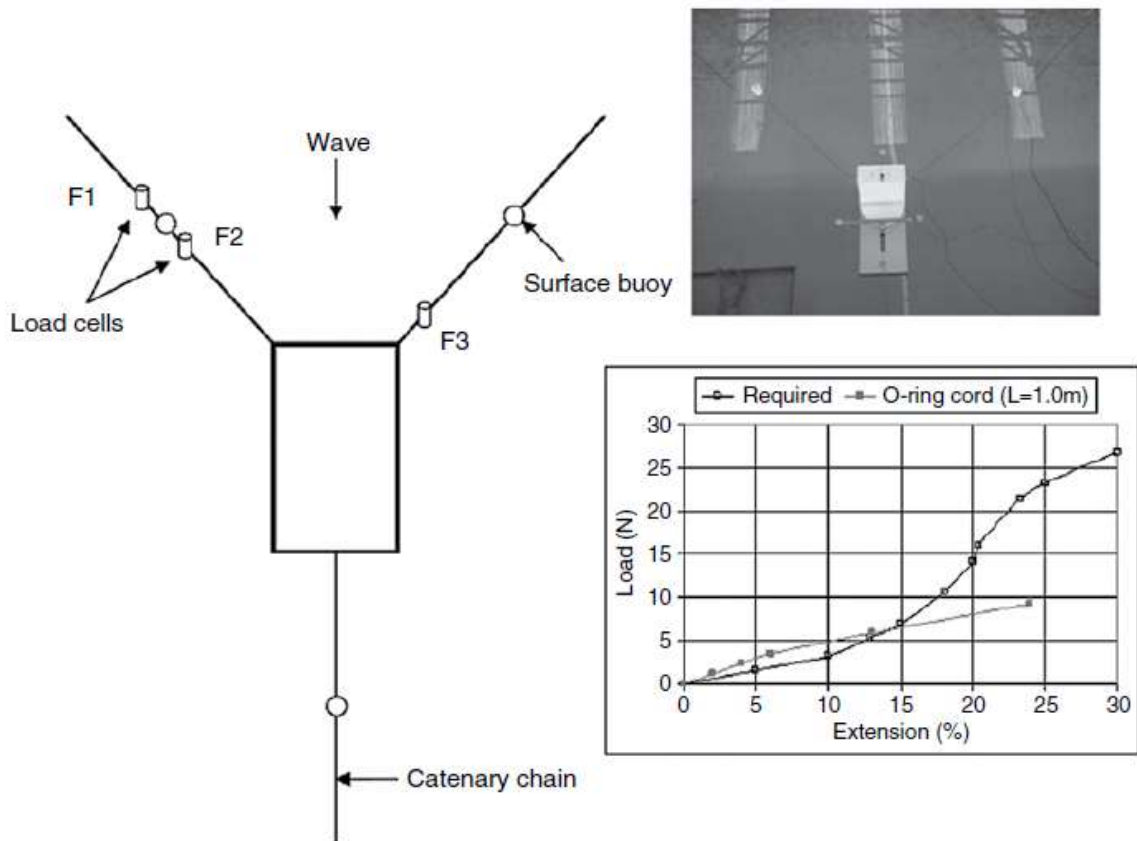 Wave
F1
F2
Surface buoy
Load cells
F3
Catenary chain
Required
O-ring cord (L=1.0m)
Load (N)
30
25
20
15
10
5
0
0 5 10 15 20 25 30
Extension (%)